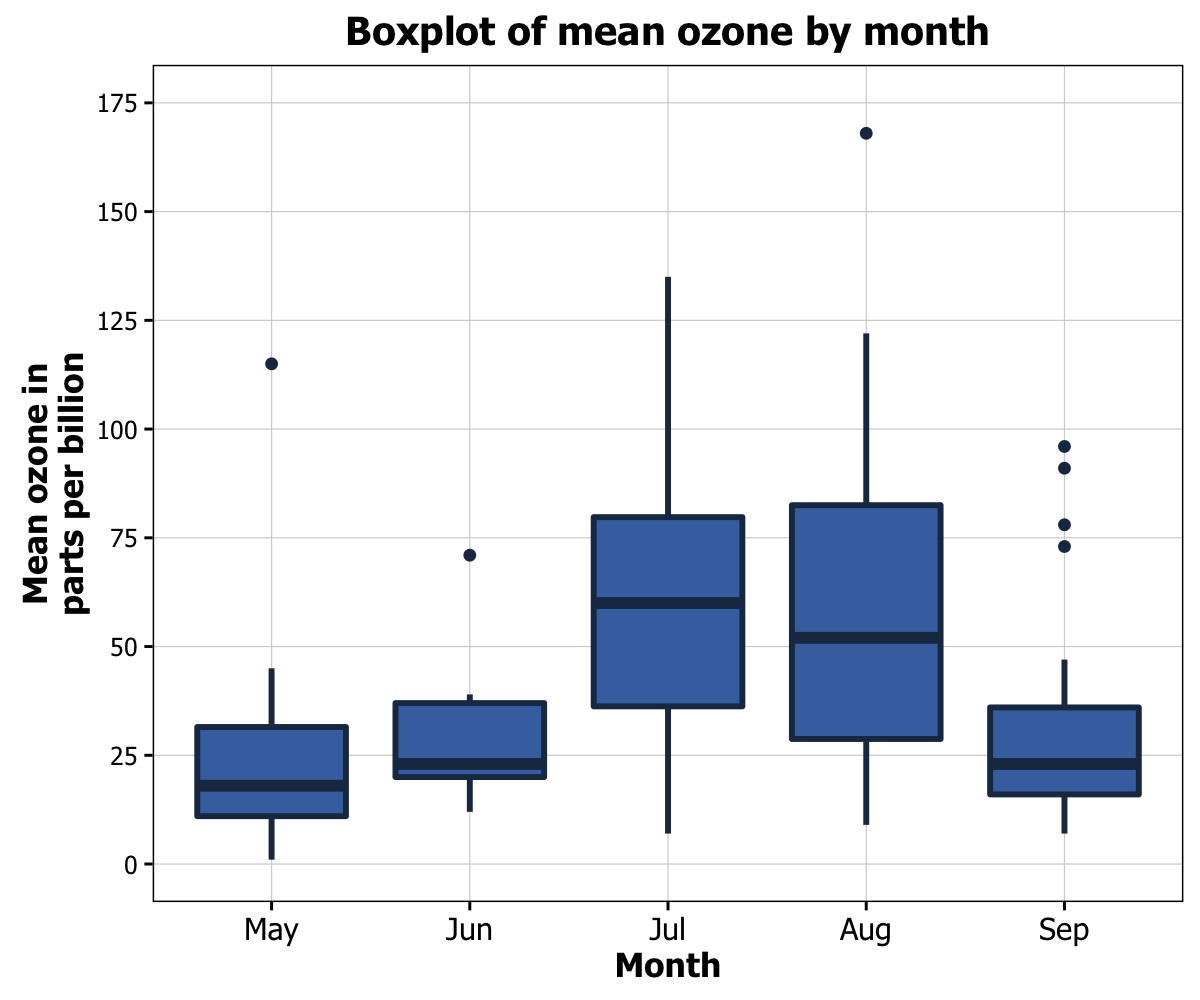 Boxplot of mean ozone by month
Mean ozone in
parts per billion
175
150
125
100
75
50
25
0
May
Jun
Jul
Aug
Sep
Month